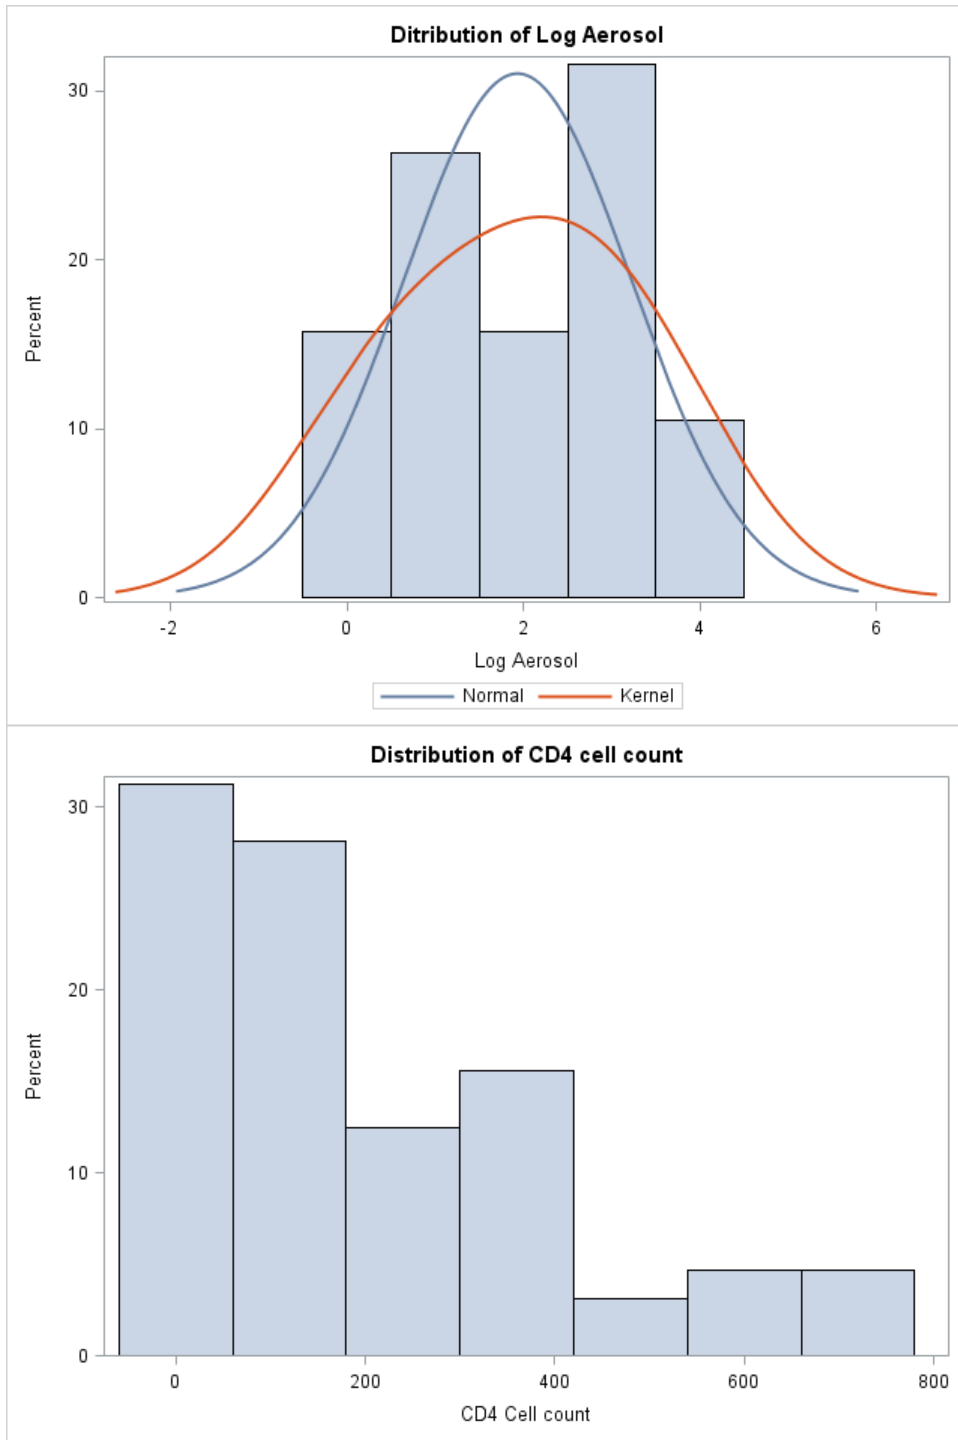 Ditribution of Log Aerosol
30
20
10
0
Percent
-2 0 2 4 6
Log Aerosol
Normal Kernel
Distribution of CD4 cell count
30
20
10
0
Percent
0 200 400 600 800
CD4 Cell count